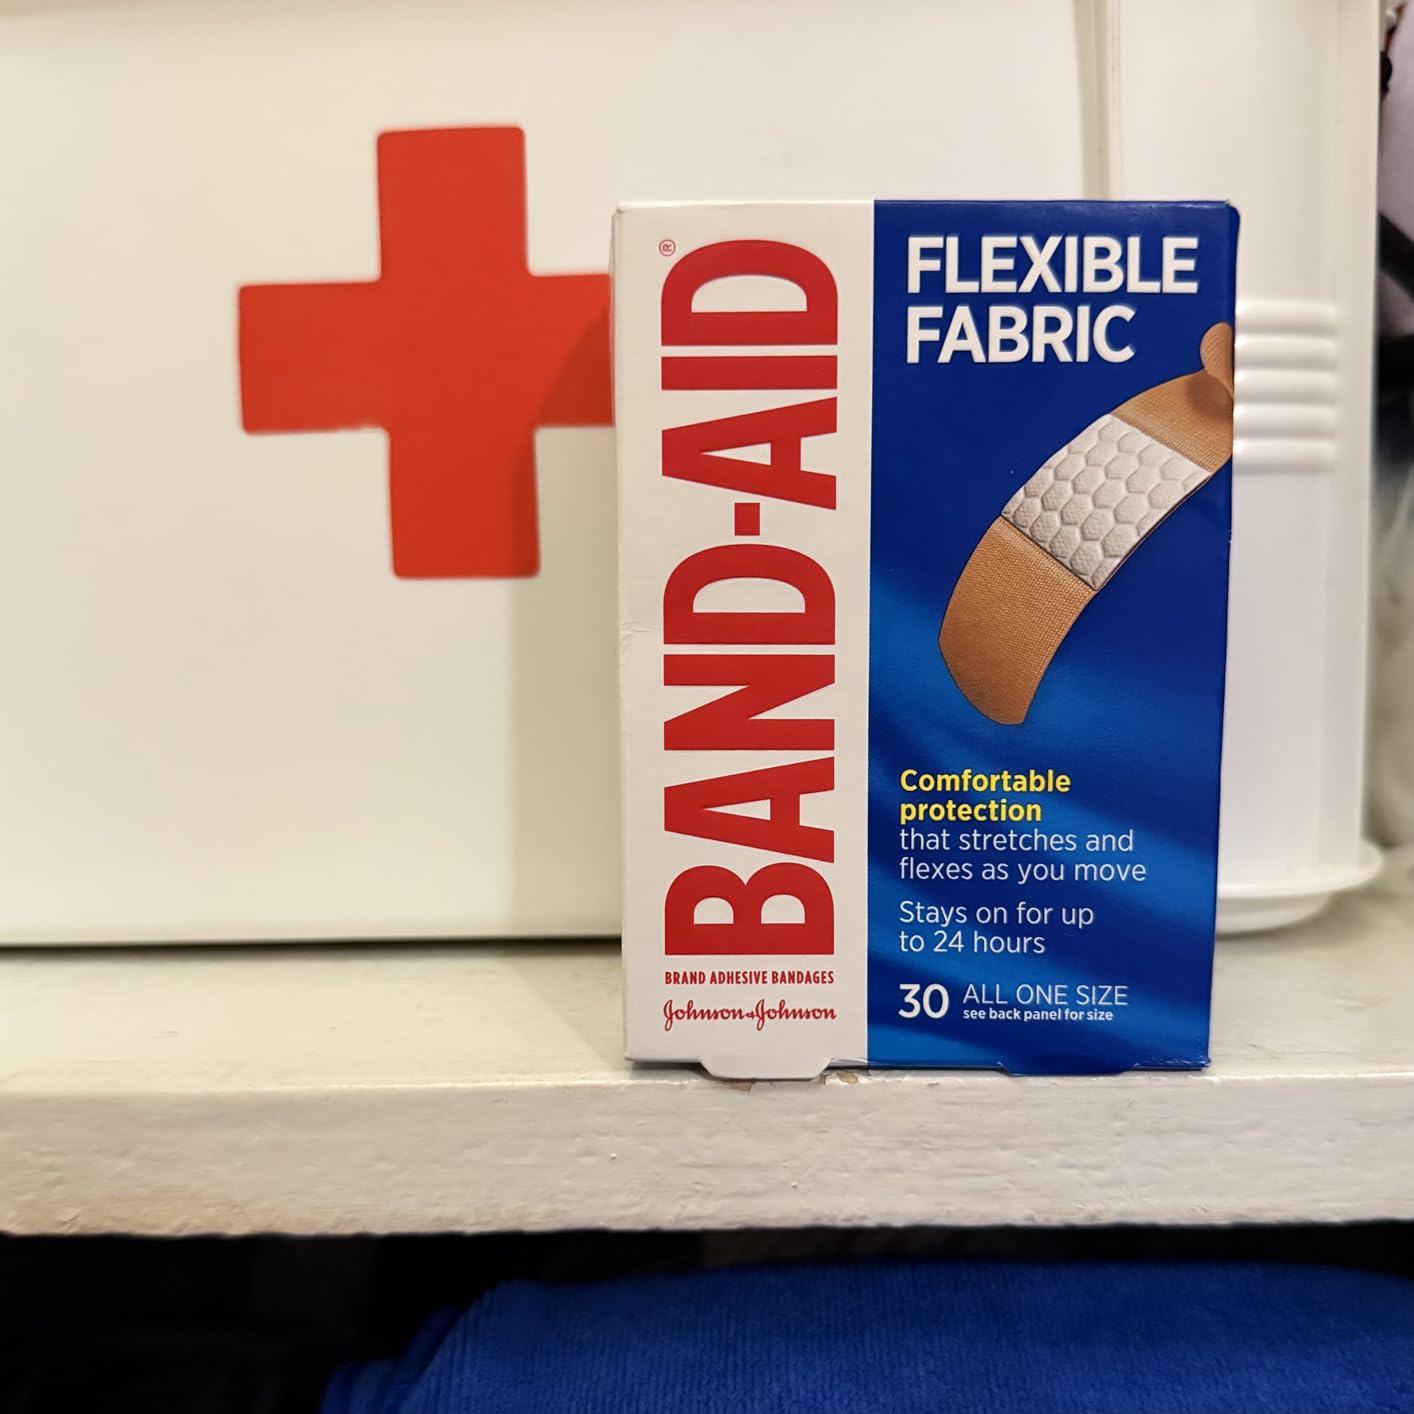 BAND-AID®
BRAND ADHESIVE BANDAGES
Johnson & Johnson
FLEXIBLE
FABRIC
Comfortable
protection
that stretches and
flexes as you move
Stays on for up
to 24 hours
30 ALL ONE SIZE
see back panel for size